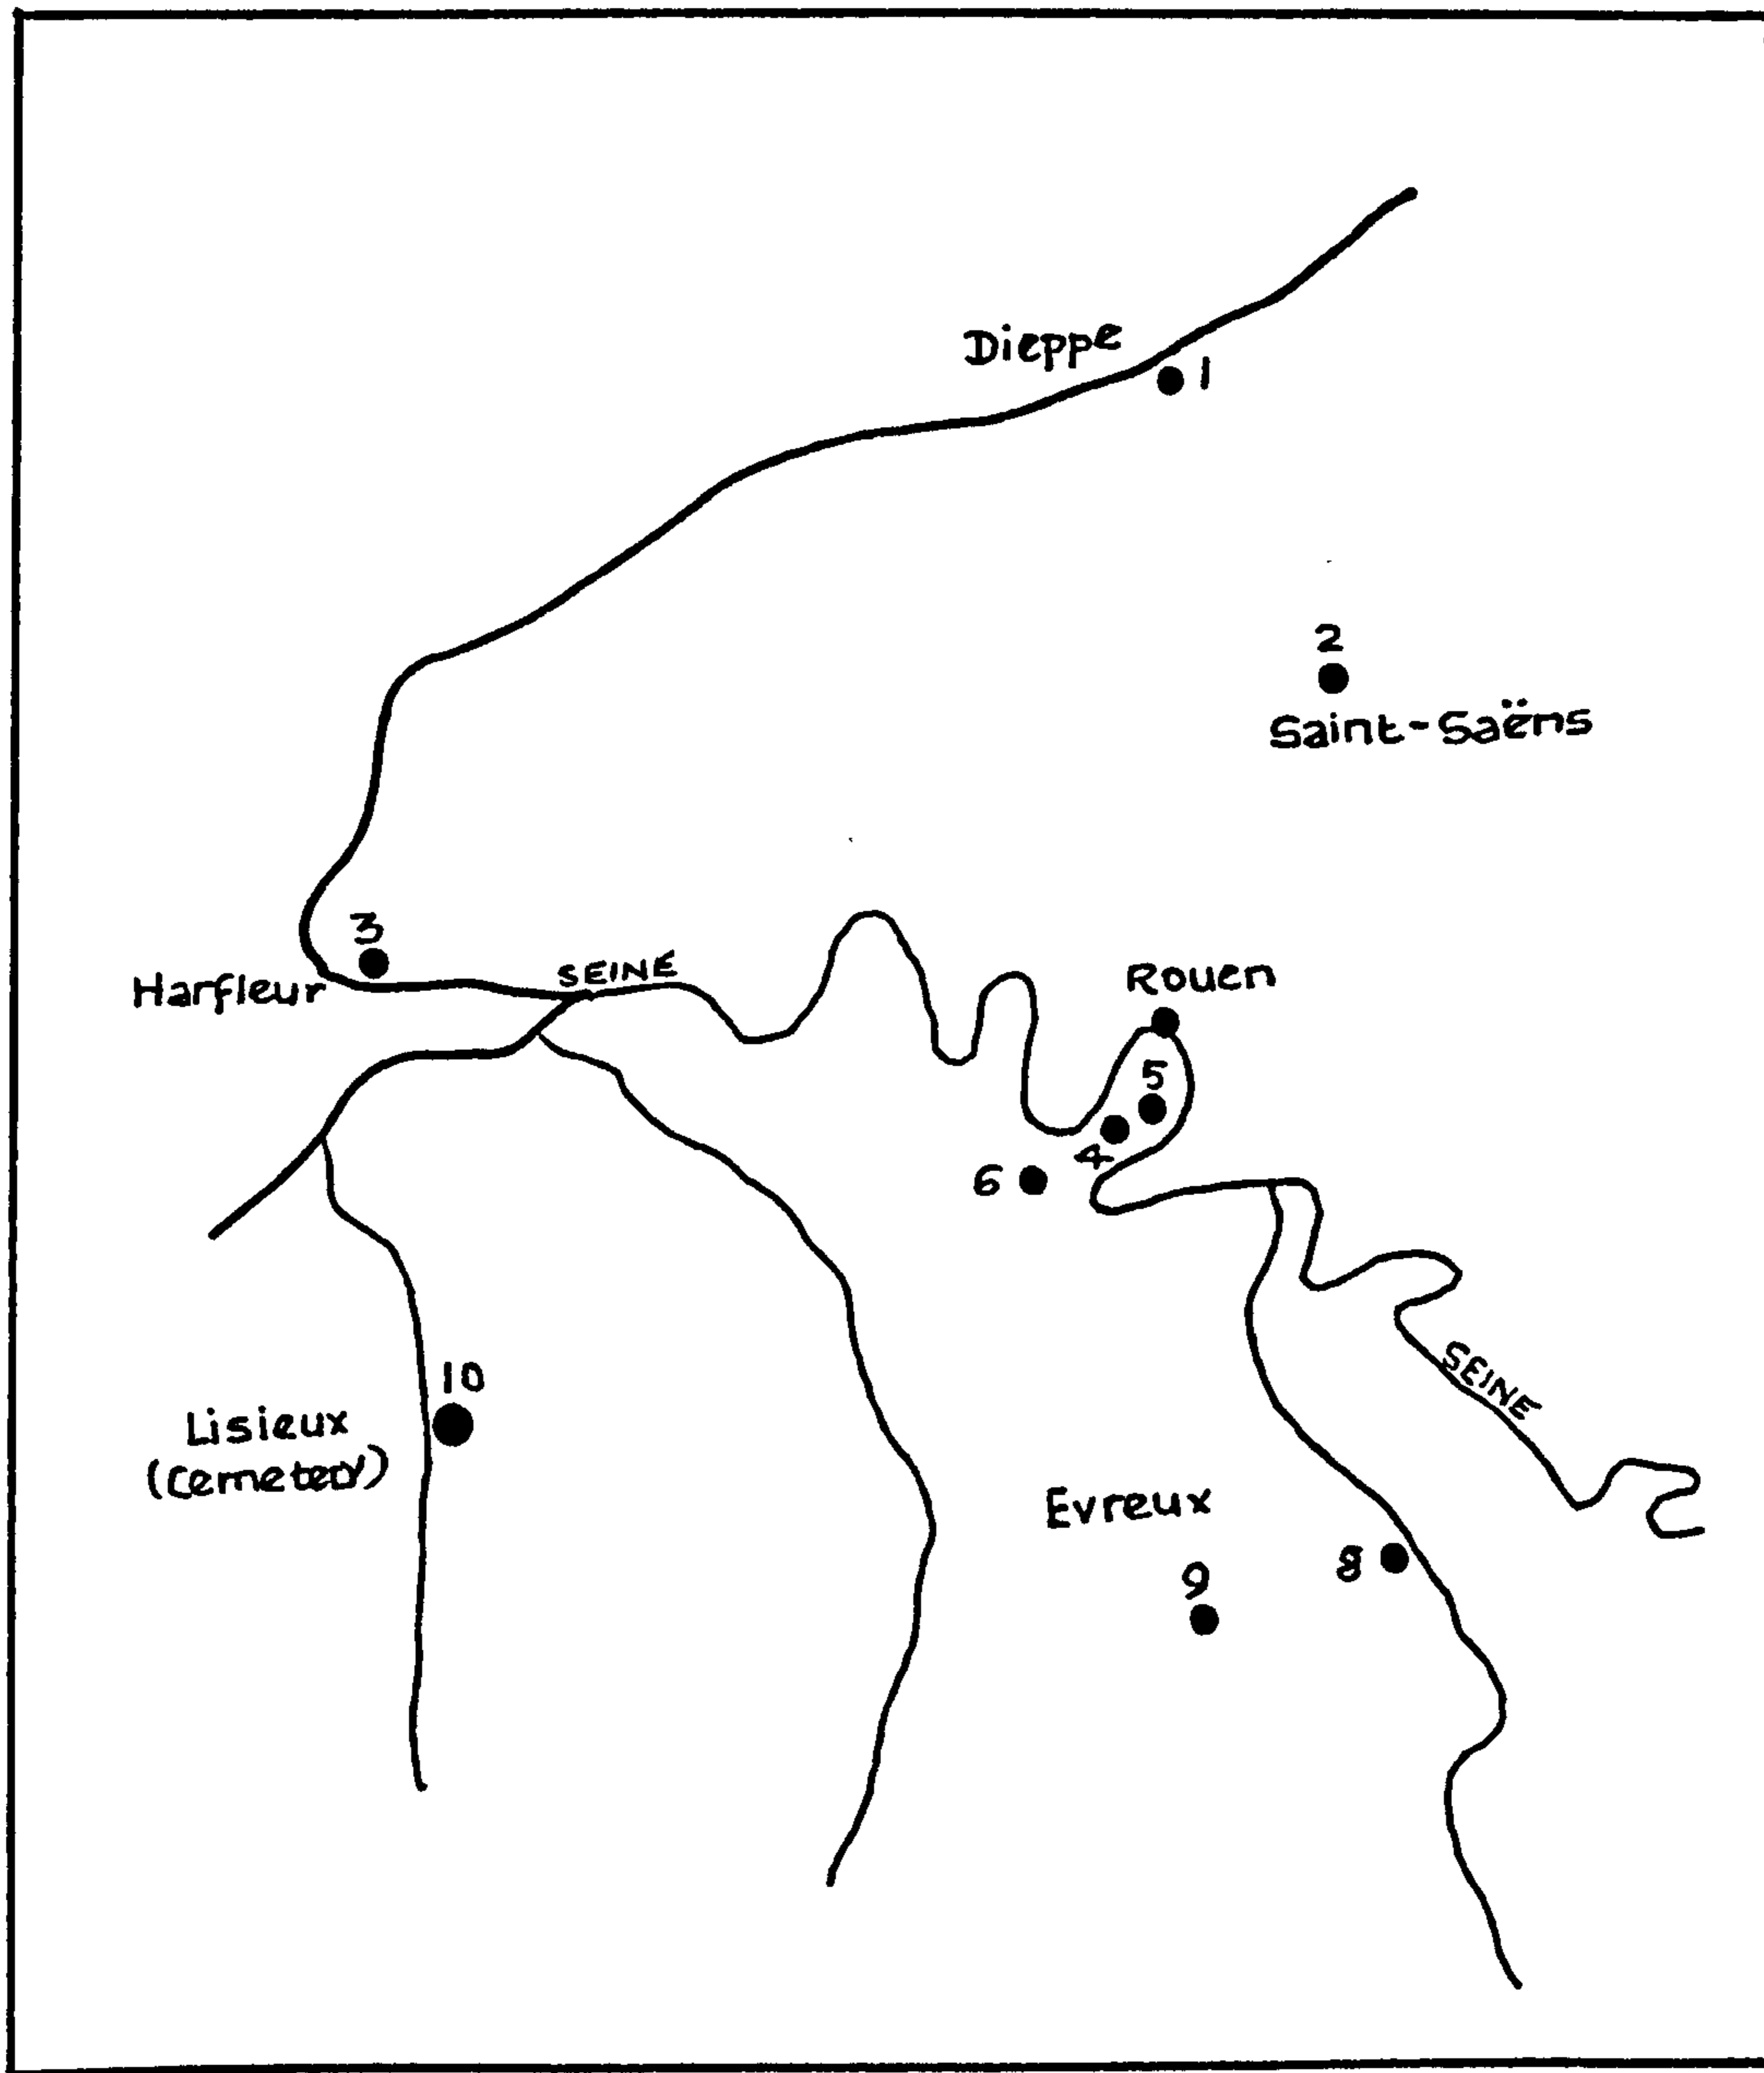 Dieppe
1
2
Saint-Saëns
3
Harfleur
SEINE
Rouen
5
4
6
10
Lisieux
(Cemetery)
SEINE
Evreux
8
9